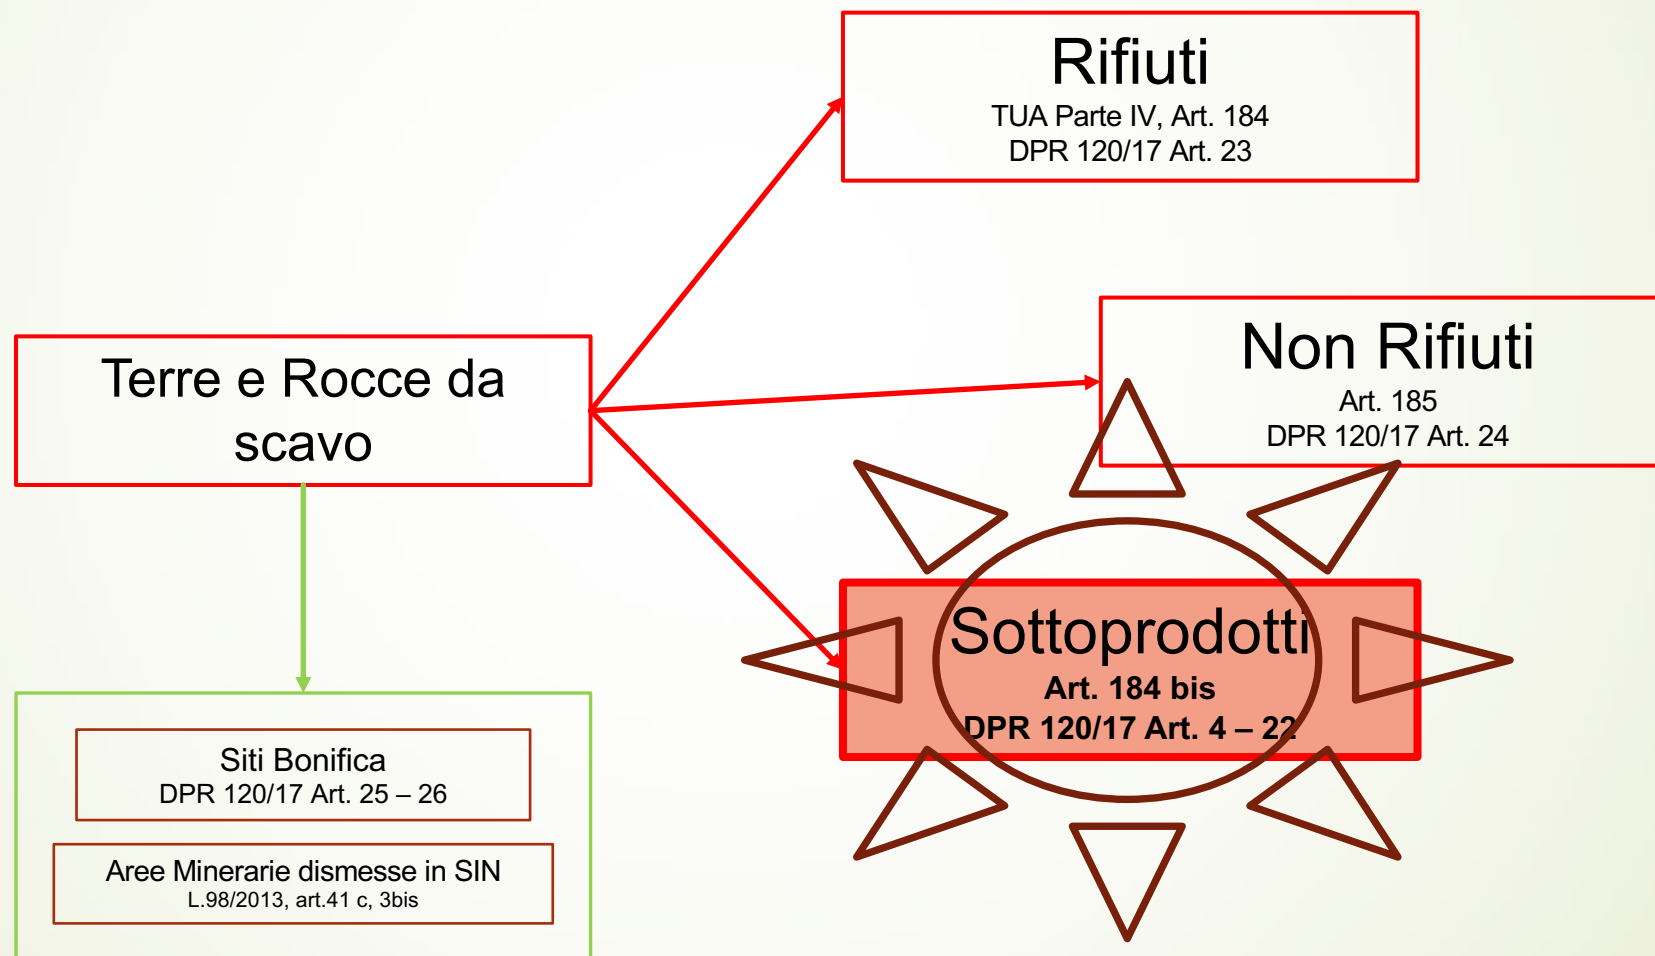 Rifiuti
TUA Parte IV, Art. 184
DPR 120/17 Art. 23
Terre e Rocce da
scavo
Non Rifiuti
Art. 185
DPR 120/17 Art. 24
Sottoprodotti
Art. 184 bis
DPR 120/17 Art. 4 – 22
Siti Bonifica
DPR 120/17 Art. 25 – 26
Aree Minerarie dismesse in SIN
L.98/2013, art.41 c, 3bis